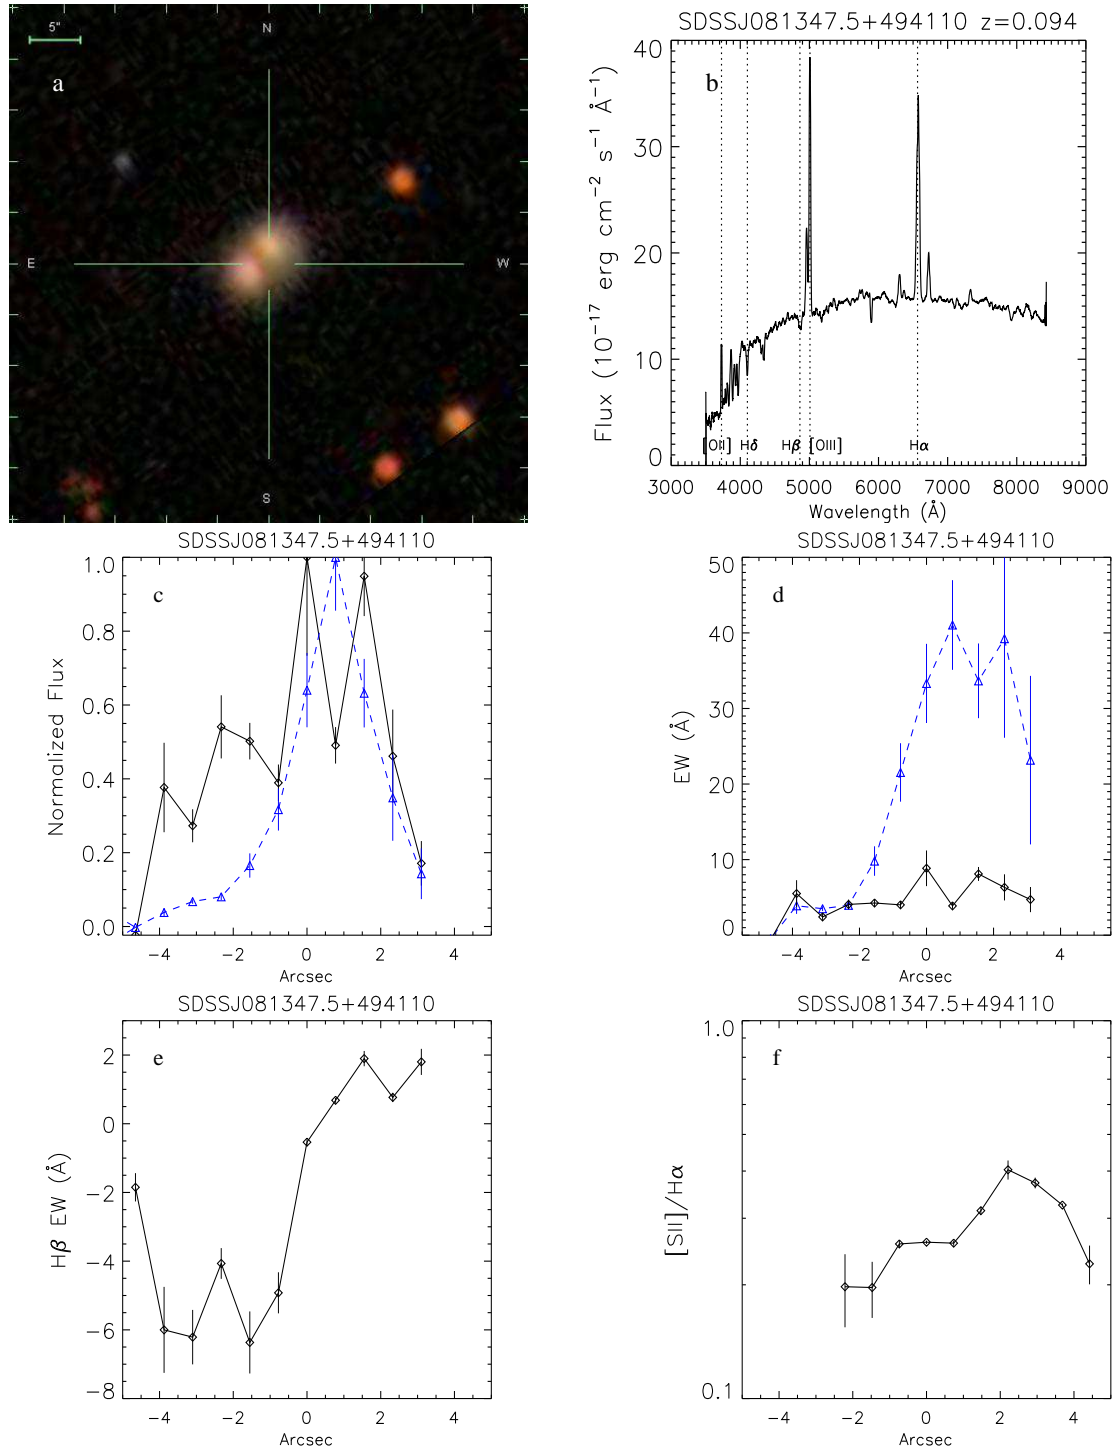 5"
N
a
E
W
S
SDSSJ081347.5+494110 z=0.094
b
40
30
20
10
0
Flux (10⁻¹⁷ erg cm⁻² s⁻¹ Å⁻¹)
[OII] Hδ Hβ [OIII] Hα
3000 4000 5000 6000 7000 8000 9000
Wavelength (Å)
SDSSJ081347.5+494110
c
1.0
0.8
0.6
0.4
0.2
0.0
Normalized Flux
−4 −2 0 2 4
Arcsec
SDSSJ081347.5+494110
d
50
40
30
20
10
0
EW (Å)
−4 −2 0 2 4
Arcsec
SDSSJ081347.5+494110
e
2
0
−2
−4
−6
−8
Hβ EW (Å)
−4 −2 0 2 4
Arcsec
SDSSJ081347.5+494110
f
1.0
0.1
[SII]/Hα
−4 −2 0 2 4
Arcsec